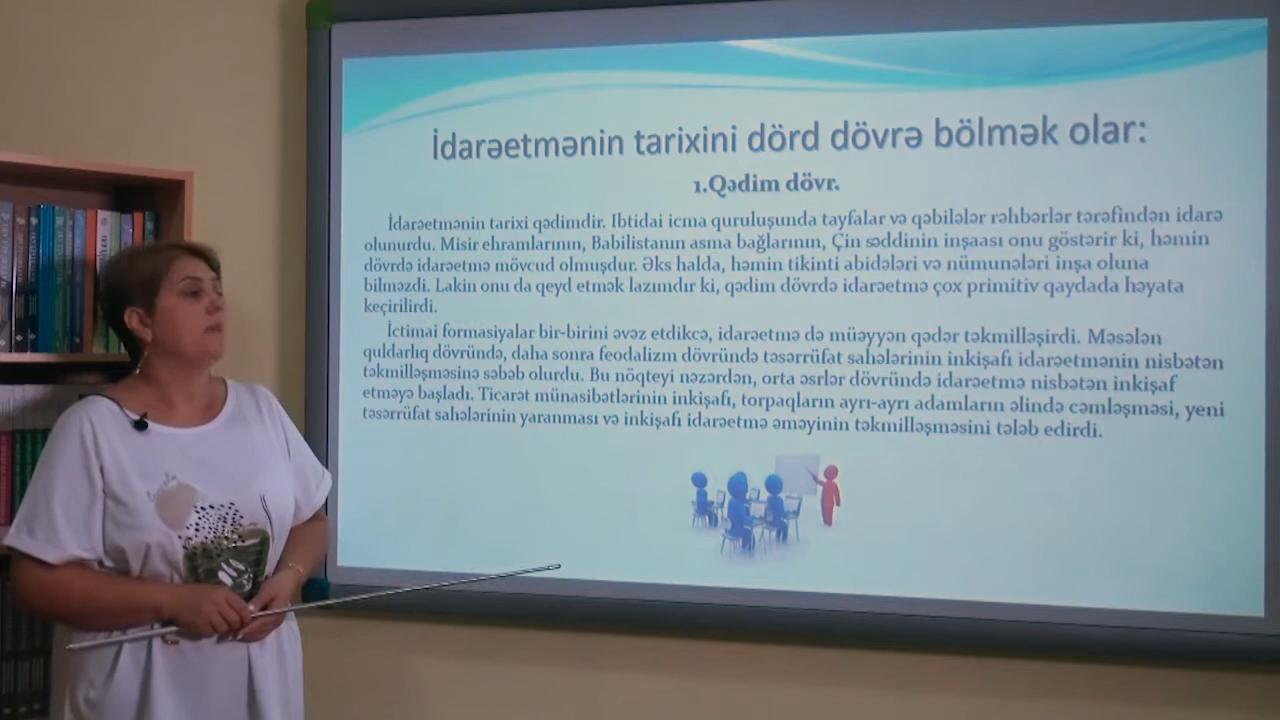 İdarəetmənin tarixini dörd dövrə bölmək olar:
1.Qədim dövr.
İdarəetmənin tarixi qədimdir. Ibtidai icma quruluşunda tayfalar və qəbilələr rəhbərlər tərəfindən idarə
olunurdu. Misir ehramlarının, Babilistanın asma bağlarının, Çin səddinin inşaası onu göstərir ki, həmin
dövrdə idarəetmə mövcud olmuşdur. Əks halda, həmin tikinti abidələri və nümunələri inşa oluna
bilməzdi. Lakin onu da qeyd etmək lazımdır ki, qədim dövrdə idarəetmə çox primitiv qaydada həyata
keçirilirdi.
İctimai formasiyalar bir-birini əvəz etdikcə, idarəetmə də müəyyən qədər təkmilləşirdi. Məsələn
quldarlıq dövründə, daha sonra feodalizm dövründə təsərrüfat sahələrinin inkişafı idarəetmənin nisbətən
təkmilləşməsinə səbəb olurdu. Bu nöqteyi nəzərdən, orta əsrlər dövründə idarəetmə nisbətən inkişaf
etməyə başladı. Ticarət münasibətlərinin inkişafı, torpaqların ayrı-ayrı adamların əlində cəmləşməsi, yeni
təsərrüfat sahələrinin yaranması və inkişafı idarəetmə əməyinin təkmilləşməsini tələb edirdi.